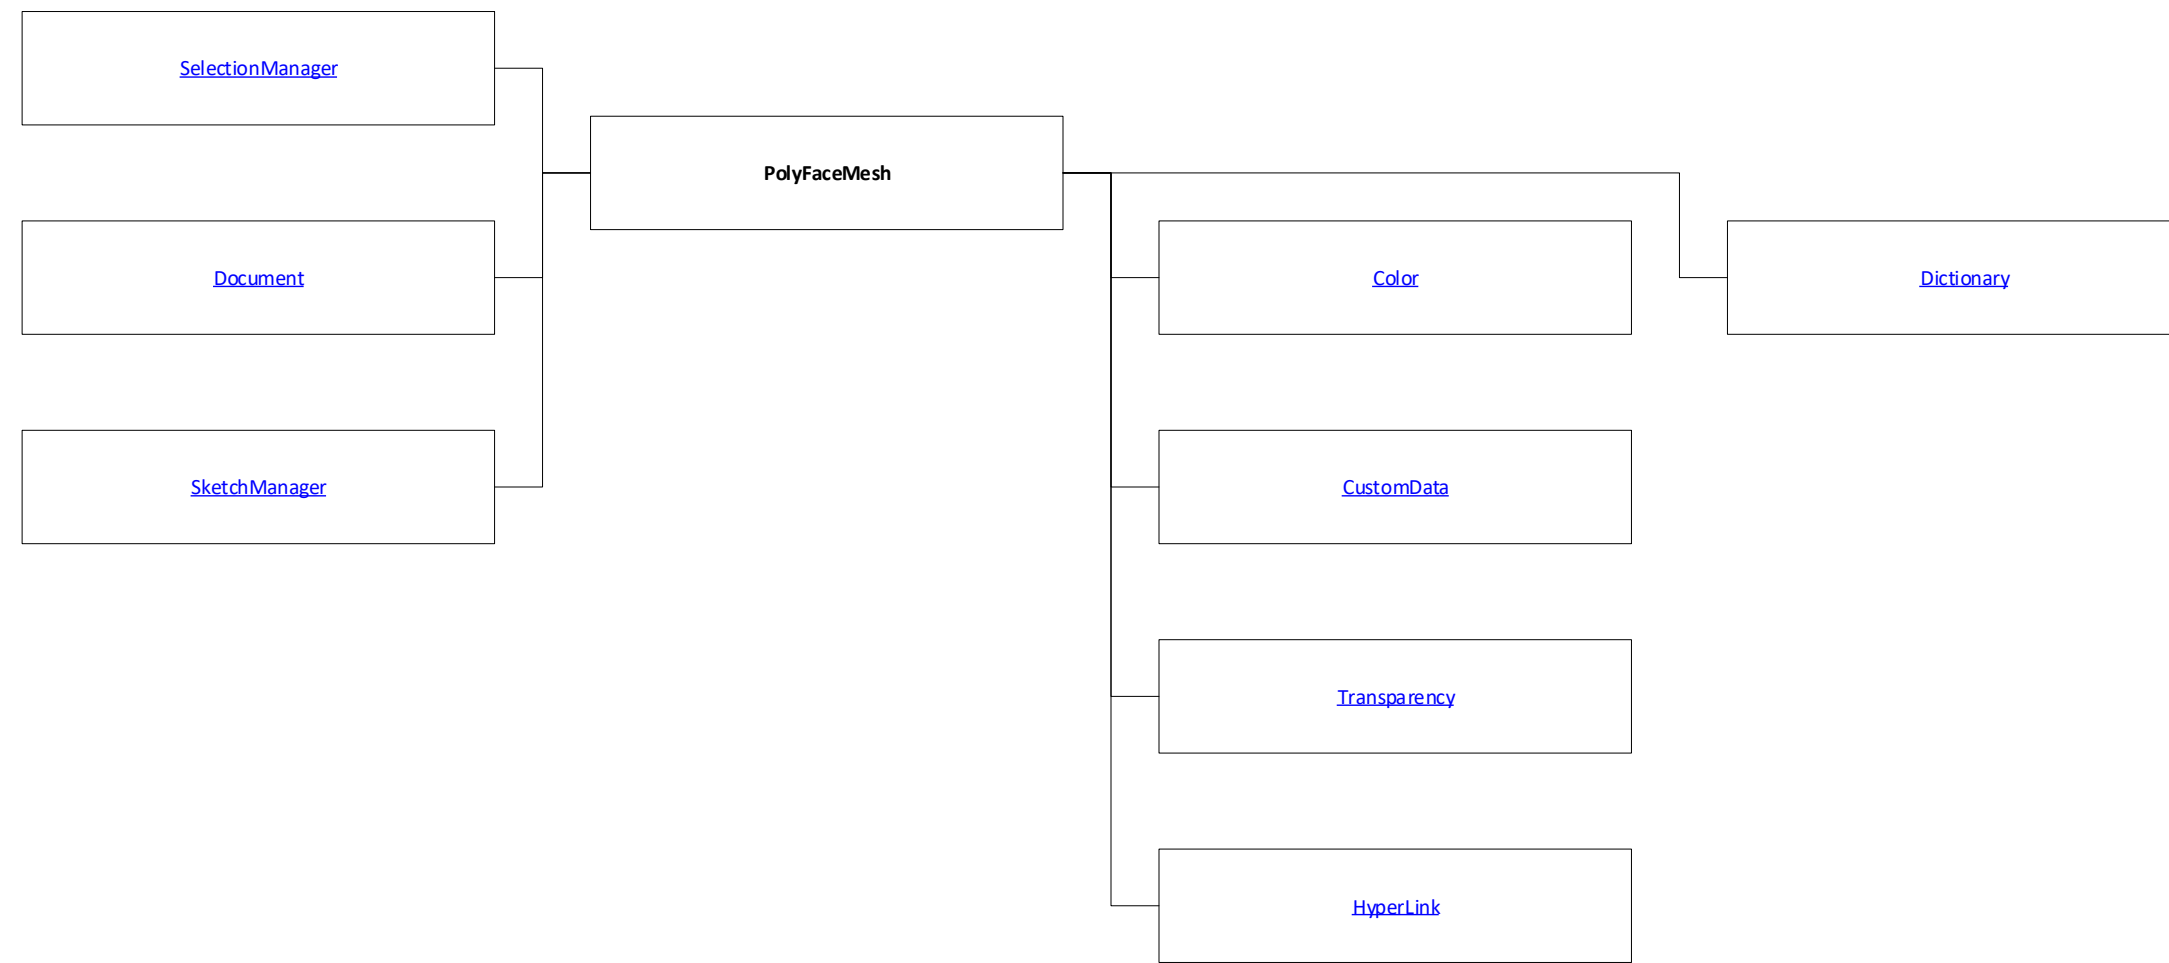 SelectionManager
PolyFaceMesh
Document
Color
Dictionary
SketchManager
CustomData
Transparency
HyperLink